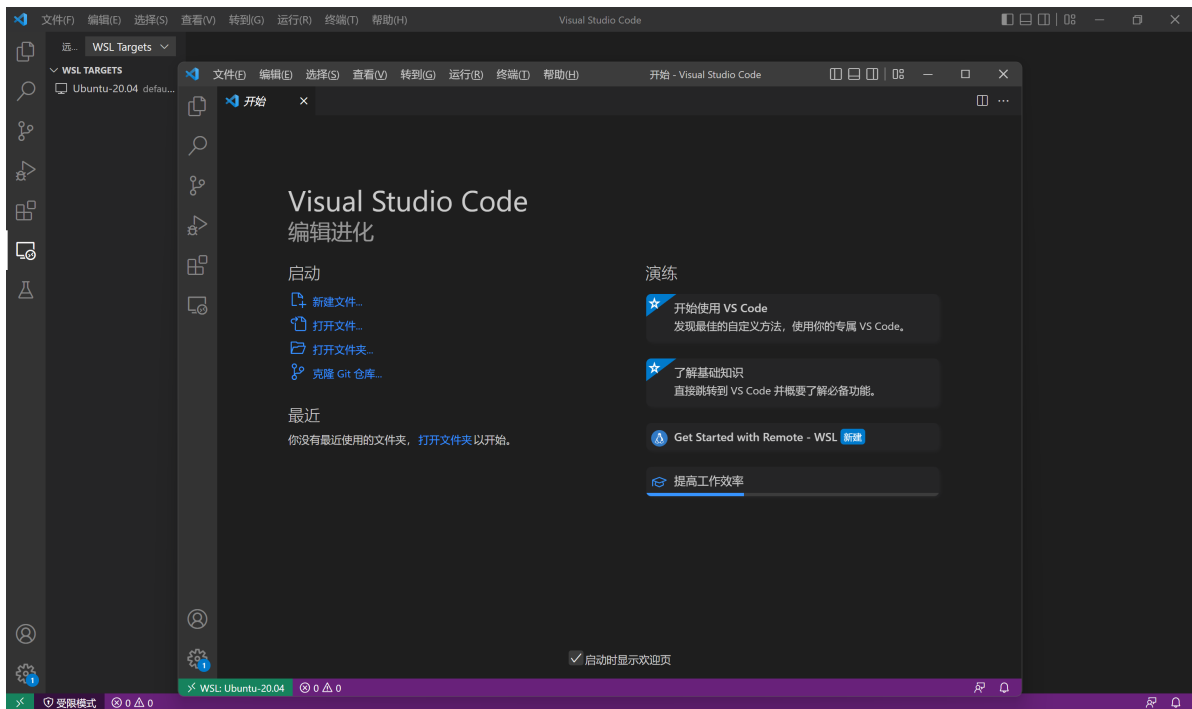 文件(F) 编辑(E) 选择(S) 查看(V) 转到(G) 运行(R) 终端(T) 帮助(H) Visual Studio Code
远... WSL Targets
WSL TARGETS
Ubuntu-20.04 defau...
文件(F) 编辑(E) 选择(S) 查看(V) 转到(G) 运行(R) 终端(T) 帮助(H) 开始 - Visual Studio Code
开始
Visual Studio Code
编辑进化
启动
新建文件...
打开文件...
打开文件夹...
克隆 Git 仓库...
最近
你没有最近使用的文件夹，打开文件夹以开始。
演练
开始使用 VS Code
发现最佳的自定义方法，使用你的专属 VS Code。
了解基础知识
直接跳转到 VS Code 并概要了解必备功能。
Get Started with Remote - WSL 新建
提高工作效率
启动时显示欢迎页
1
WSL: Ubuntu-20.04 0 0
1
受限模式 0 0